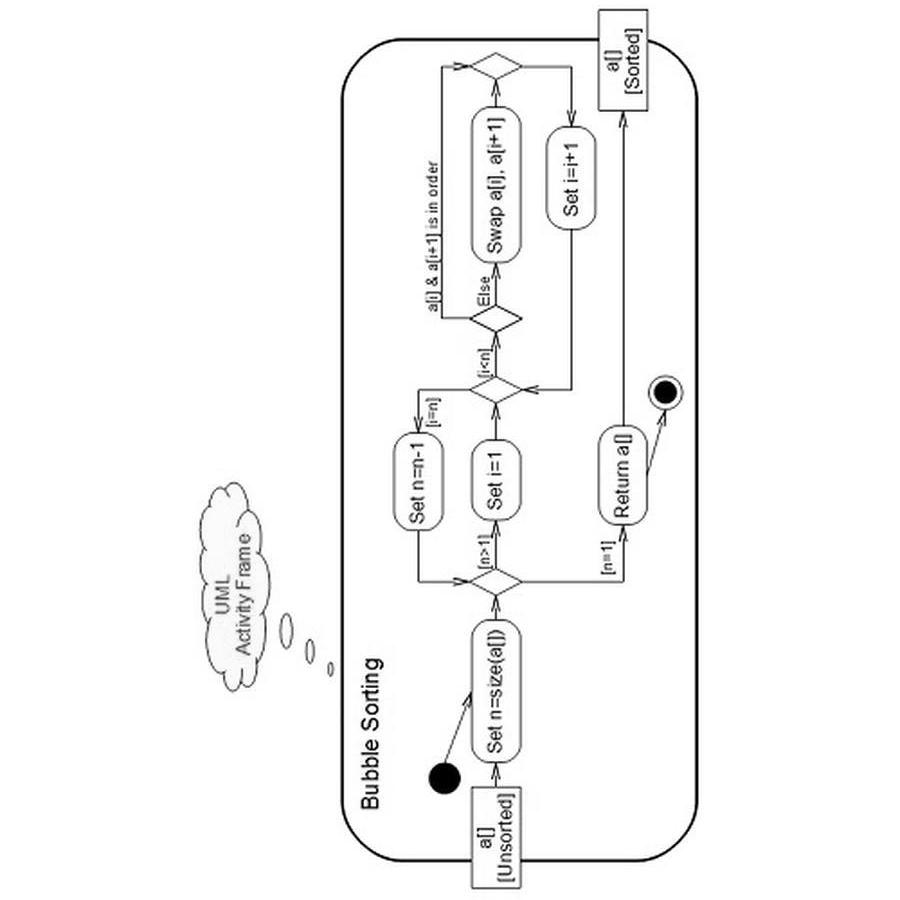 UML
Activity Frame
Bubble Sorting
a[]
[Unsorted]
Set n=size(a[])
[n>1]
[n=1]
Set n=n-1
Set i=1
[i=n]
[i<n]
a[i] & a[i+1] is in order
Else
Swap a[i], a[i+1]
Set i=i+1
Return a[]
a[]
[Sorted]